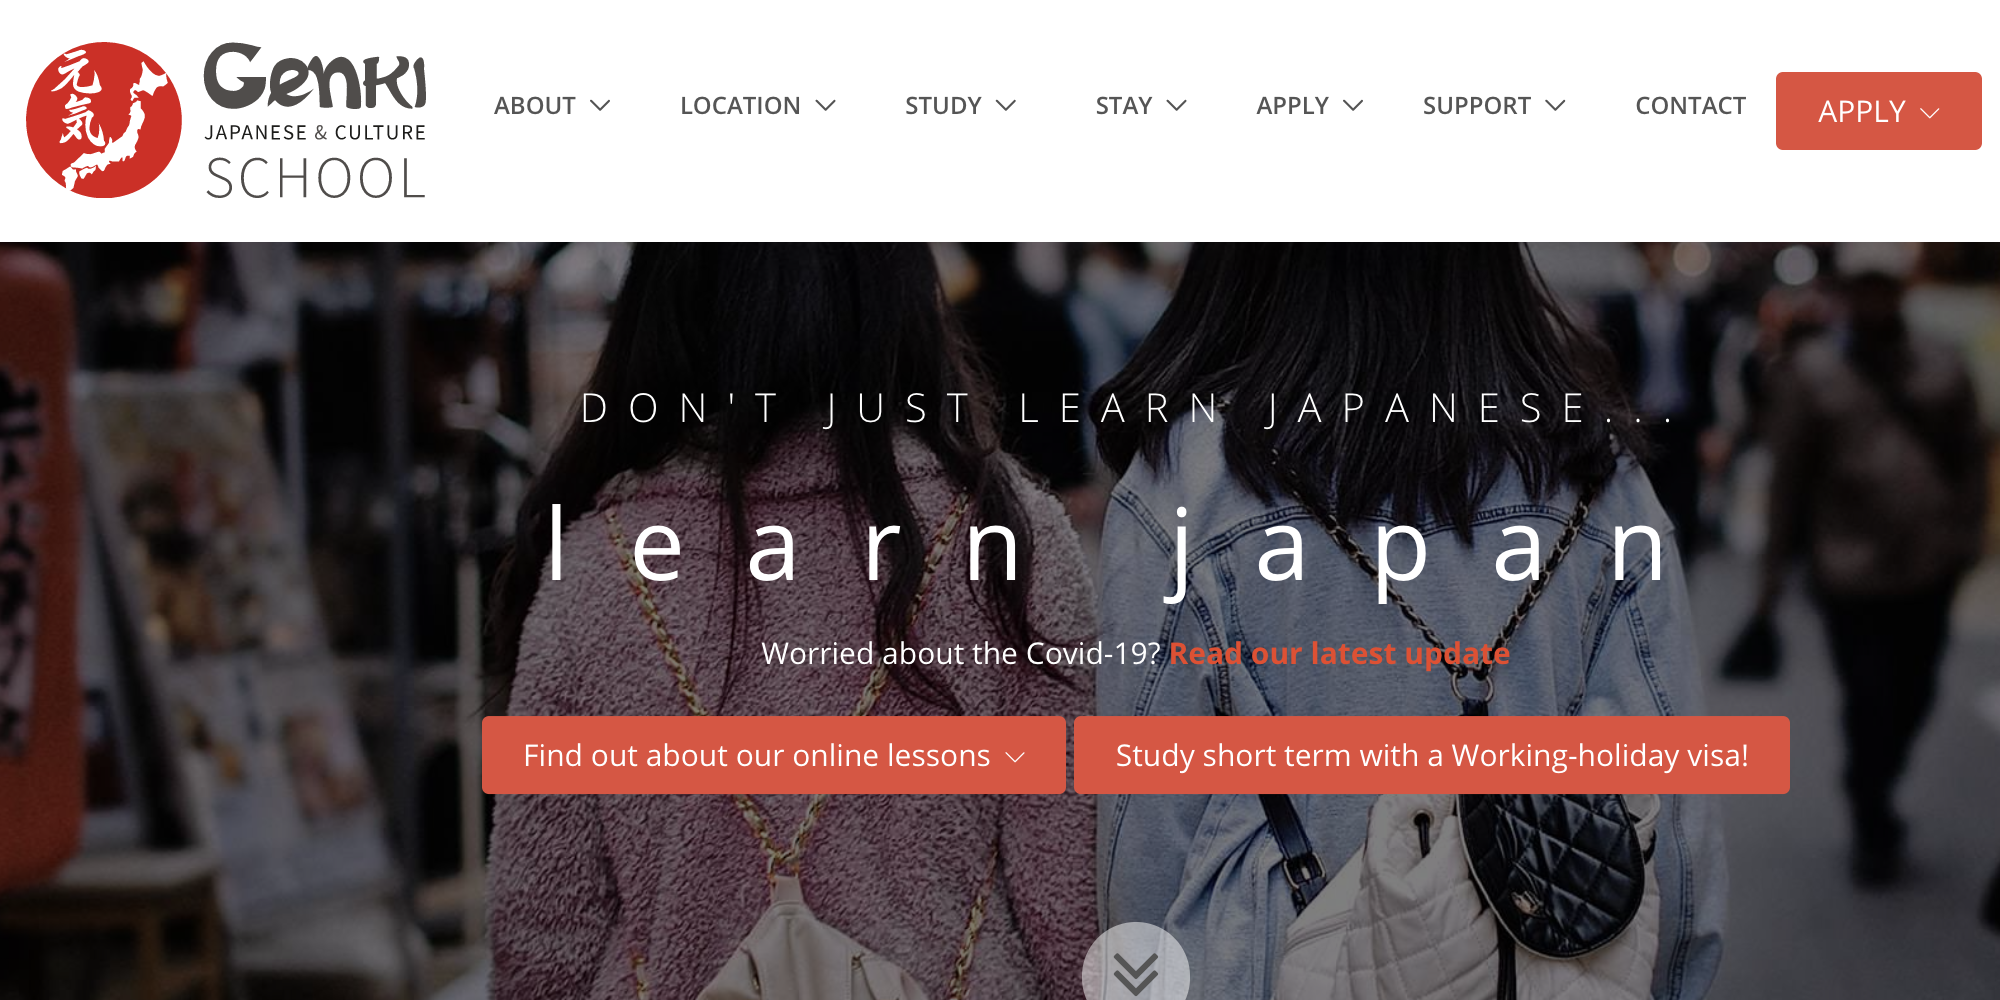 元気
Genki
JAPANESE & CULTURE
SCHOOL
ABOUT
LOCATION
STUDY
STAY
APPLY
SUPPORT
CONTACT
APPLY
DON'T JUST LEARN JAPANESE...
learn japan
Worried about the Covid-19? Read our latest update
Find out about our online lessons
Study short term with a Working-holiday visa!